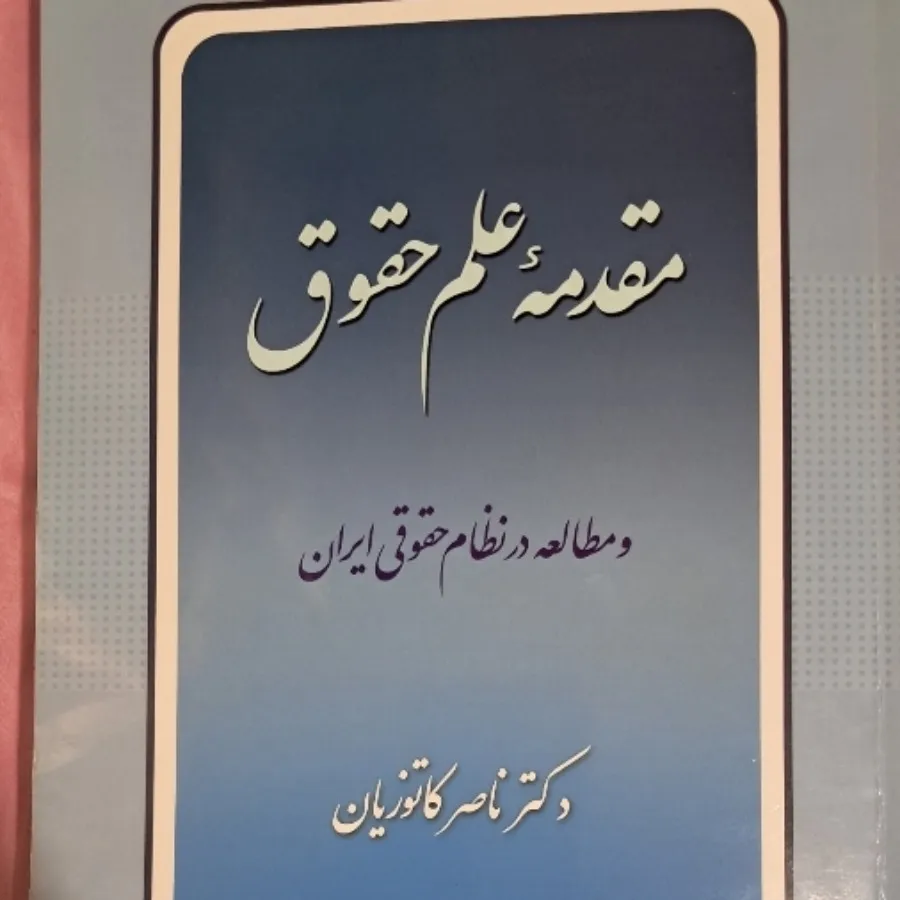 مقدمهٔ علم حقوق
و مطالعه در نظام حقوقی ایران
دکتر ناصر کاتوزیان